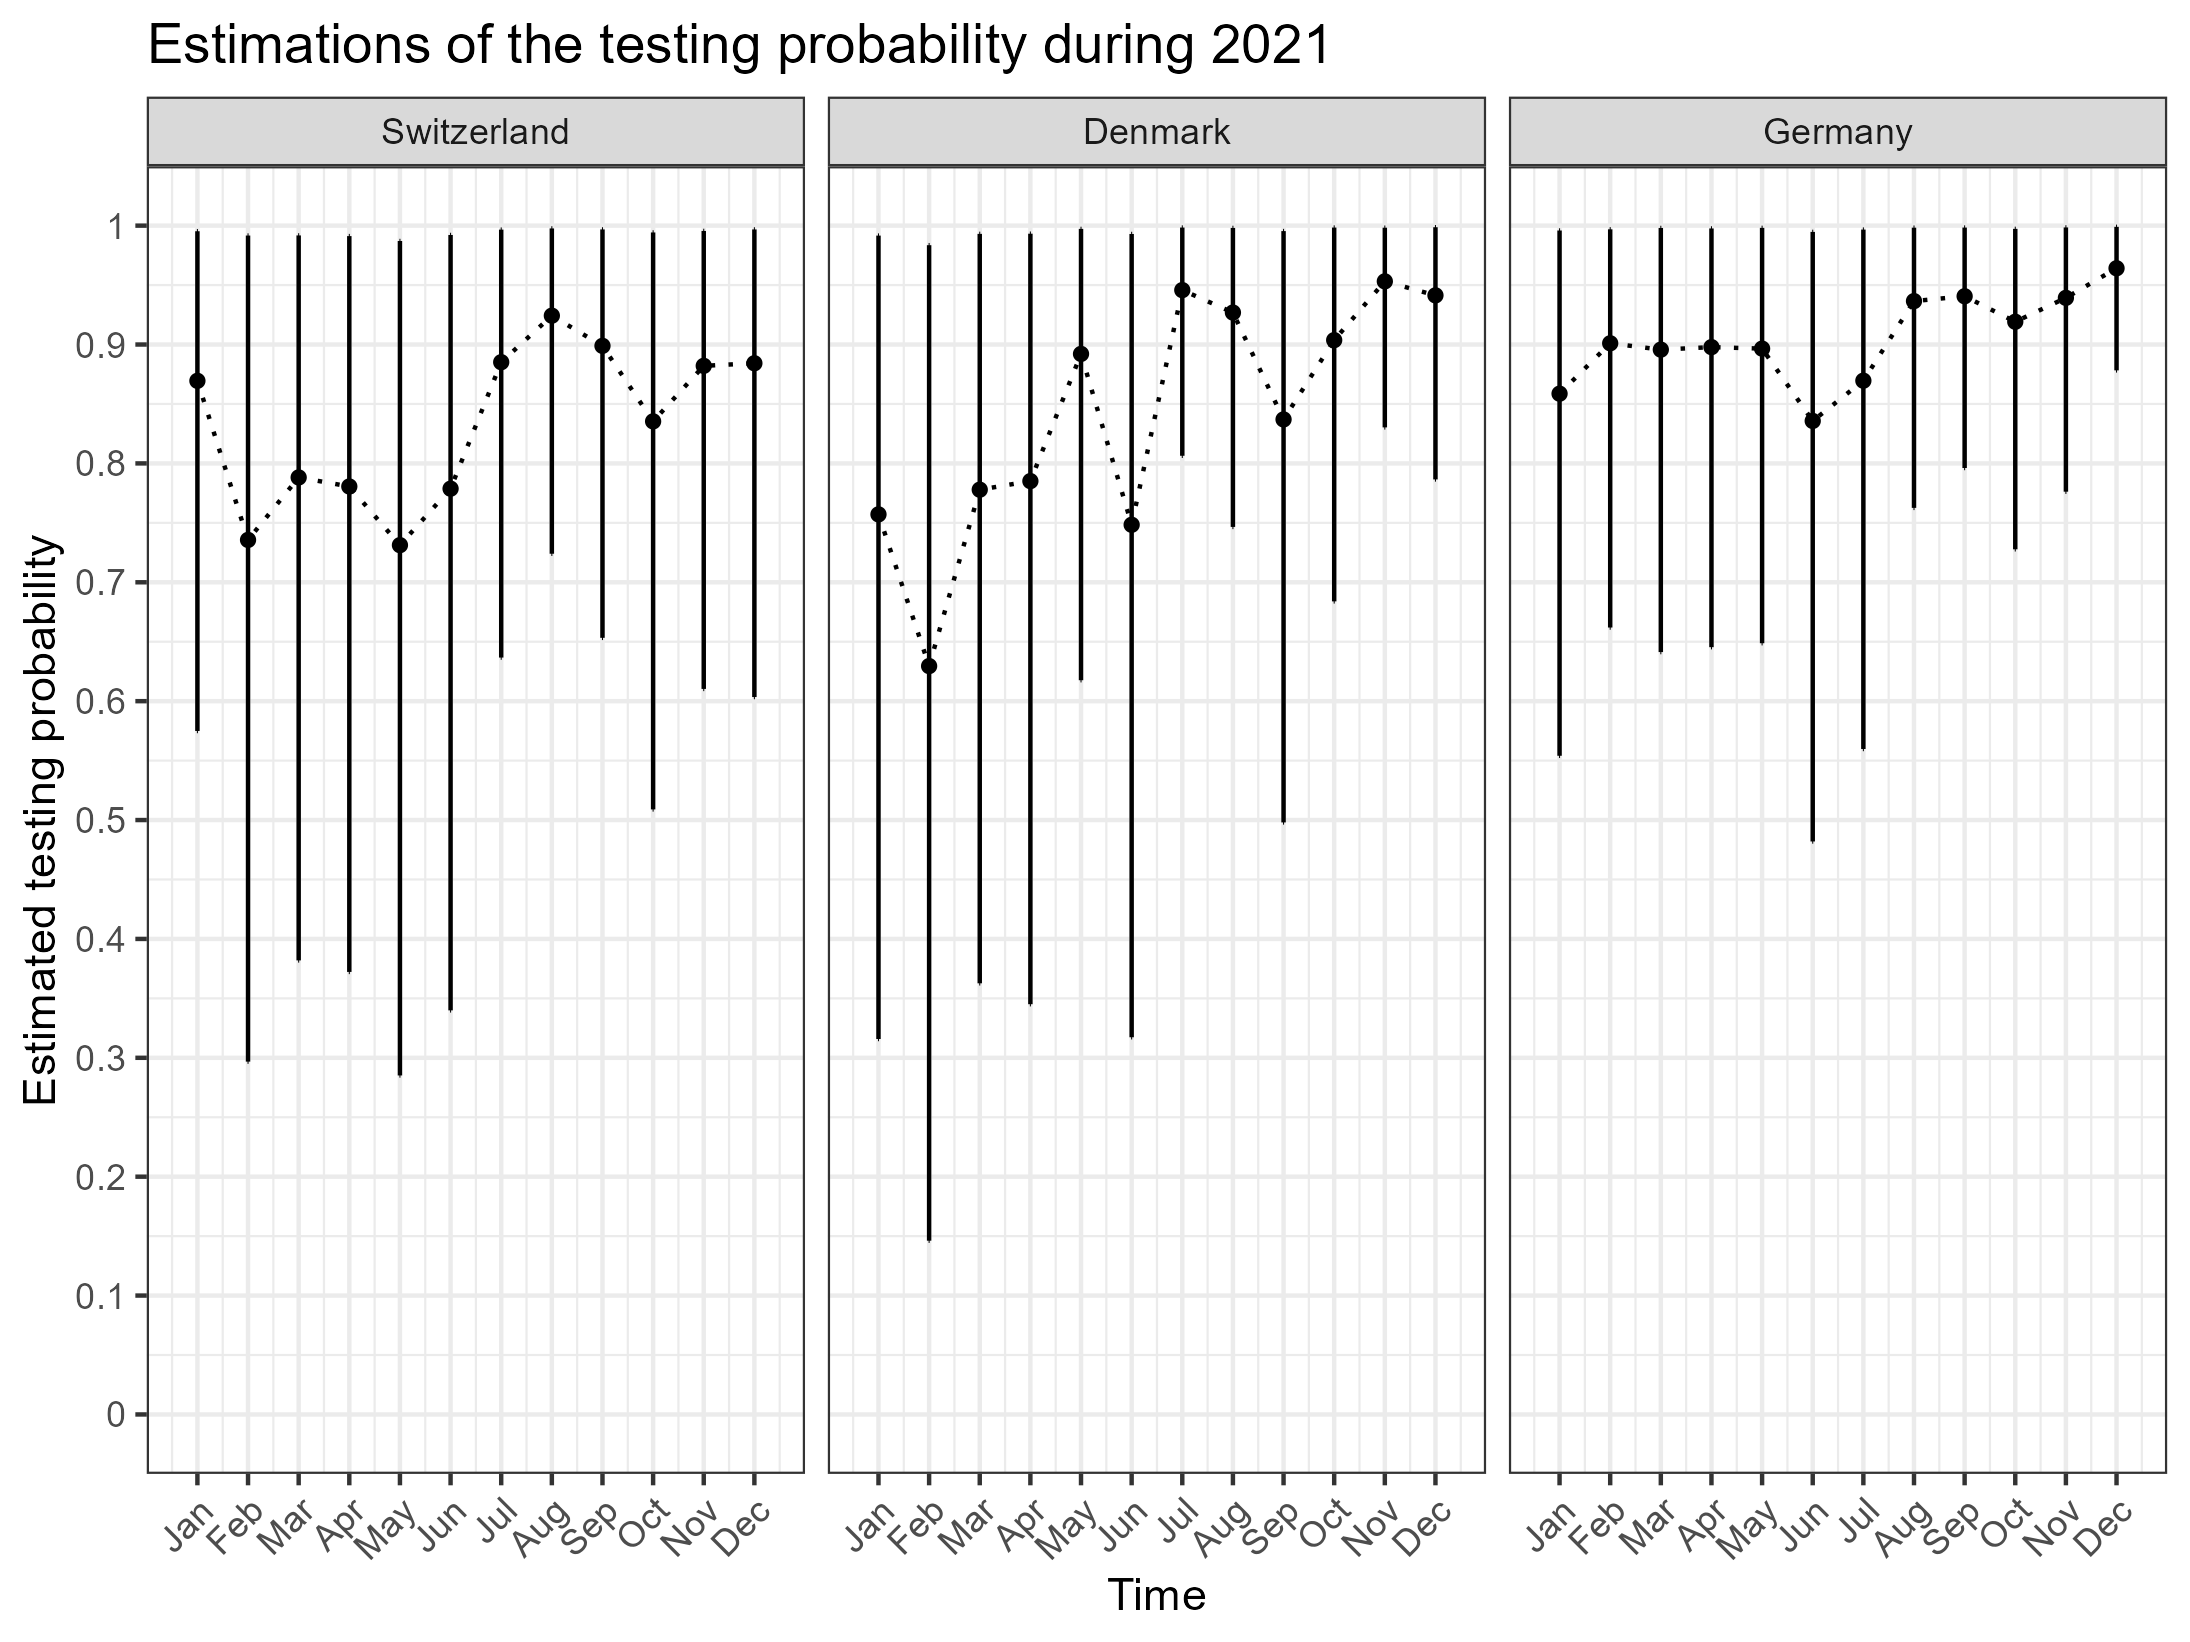 Estimations of the testing probability during 2021
Switzerland
Denmark
Germany
Estimated testing probability
1
0.9
0.8
0.7
0.6
0.5
0.4
0.3
0.2
0.1
0
Jan Feb Mar Apr May Jun Jul Aug Sep Oct Nov Dec
Jan Feb Mar Apr May Jun Jul Aug Sep Oct Nov Dec
Jan Feb Mar Apr May Jun Jul Aug Sep Oct Nov Dec
Time